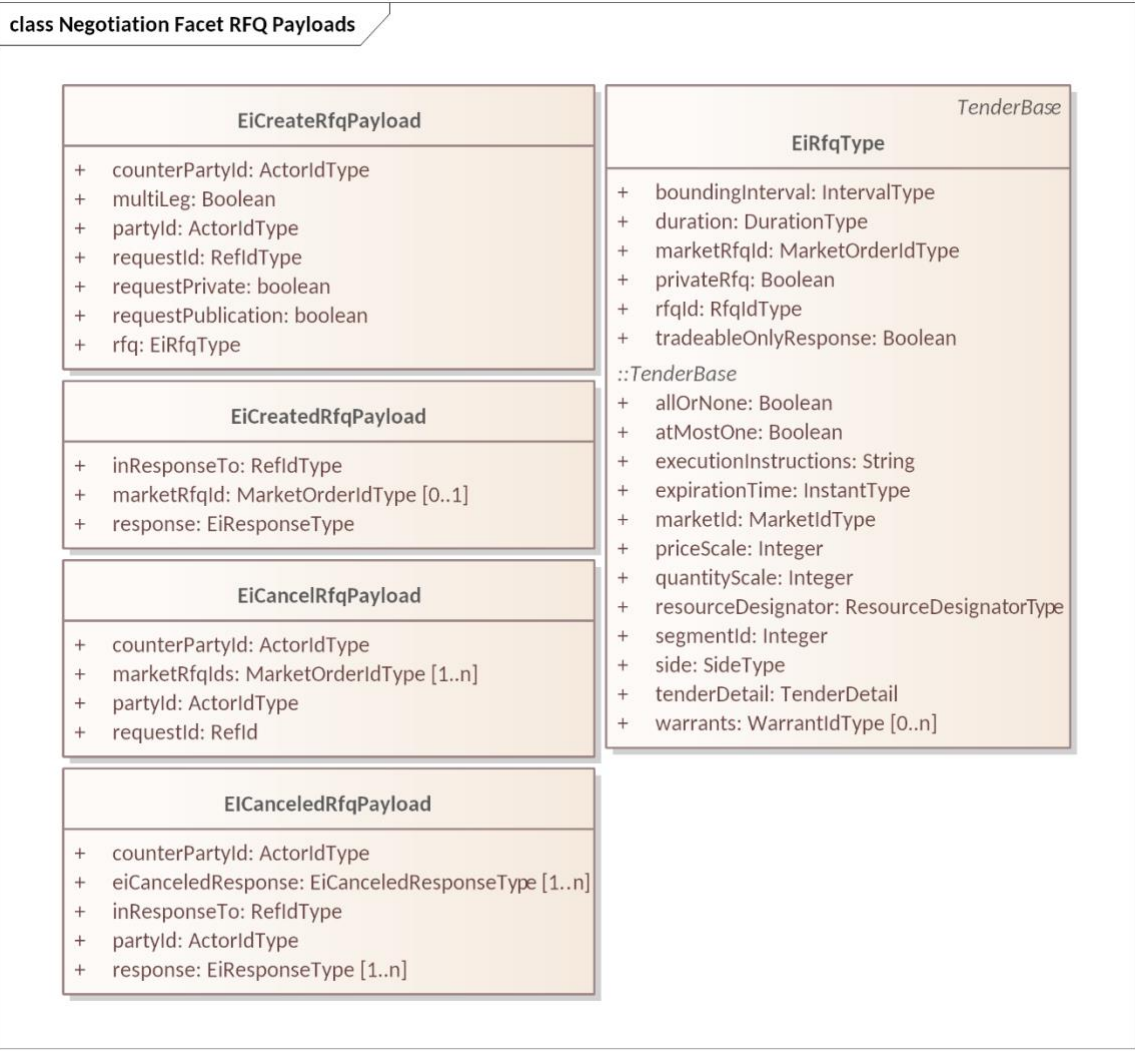 class Negotiation Facet RFQ Payloads
EiCreateRfqPayload
+ counterPartyId: ActorIdType
+ multiLeg: Boolean
+ partyId: ActorIdType
+ requestId: RefIdType
+ requestPrivate: boolean
+ requestPublication: boolean
+ rfq: EiRfqType
EiCreatedRfqPayload
+ inResponseTo: RefIdType
+ marketRfqId: MarketOrderIdType [0..1]
+ response: EiResponseType
EiCancelRfqPayload
+ counterPartyId: ActorIdType
+ marketRfqIds: MarketOrderIdType [1..n]
+ partyId: ActorIdType
+ requestId: RefId
EICanceledRfqPayload
+ counterPartyId: ActorIdType
+ eiCanceledResponse: EiCanceledResponseType [1..n]
+ inResponseTo: RefIdType
+ partyId: ActorIdType
+ response: EiResponseType [1..n]
TenderBase
EiRfqType
+ boundingInterval: IntervalType
+ duration: DurationType
+ marketRfqId: MarketOrderIdType
+ privateRfq: Boolean
+ rfqId: RfqIdType
+ tradeableOnlyResponse: Boolean
::TenderBase
+ allOrNone: Boolean
+ atMostOne: Boolean
+ executionInstructions: String
+ expirationTime: InstantType
+ marketId: MarketIdType
+ priceScale: Integer
+ quantityScale: Integer
+ resourceDesignator: ResourceDesignatorType
+ segmentId: Integer
+ side: SideType
+ tenderDetail: TenderDetail
+ warrants: WarrantIdType [0..n]